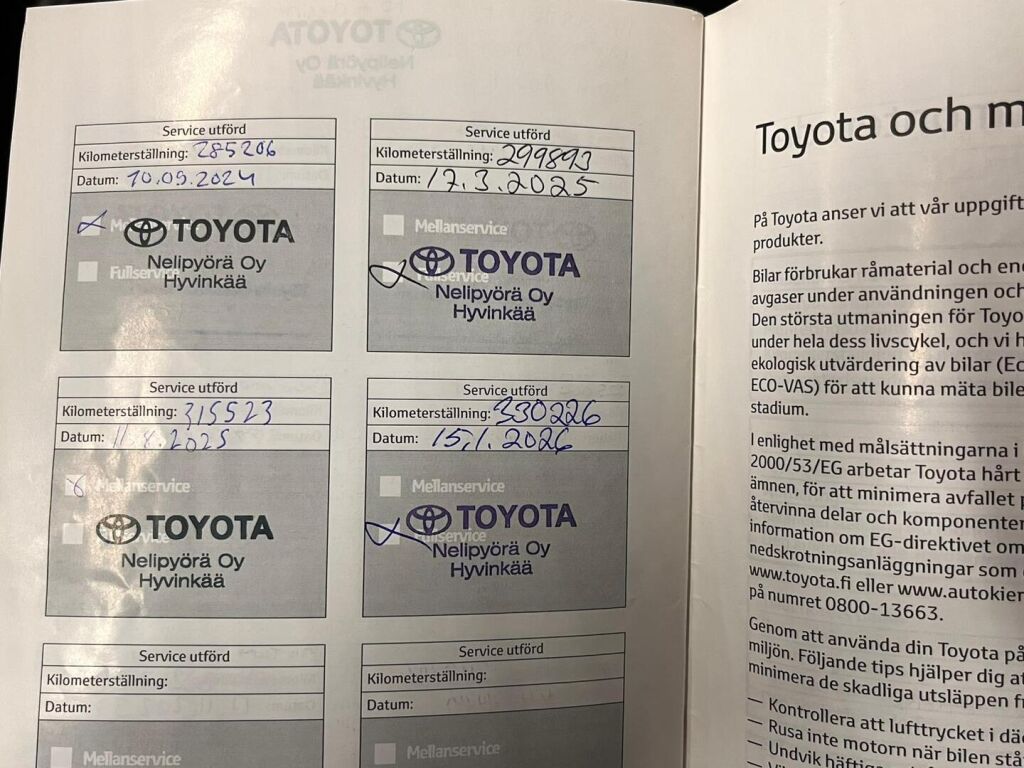 Service utförd
Kilometerställning: 285206
Datum: 10.09.2024
TOYOTA
Nelipyörä Oy
Fullservice
Hyvinkää
Service utförd
Kilometerställning: 299893
Datum: 17.3.2025
Mellanservice
TOYOTA
Fullservice
Nelipyörä Oy
Hyvinkää
Service utförd
Kilometerställning: 315523
Datum: 11.8.2025
Mellanservice
TOYOTA
Nelipyörä Oy
Hyvinkää
Service utförd
Kilometerställning: 330226
Datum: 15.1.2026
Mellanservice
TOYOTA
Fullservice
Nelipyörä Oy
Hyvinkää
Service utförd
Kilometerställning:
Datum:
Mellanservice
Service utförd
Kilometerställning:
Datum:
Mellanservice
Toyota och m
På Toyota anser vi att vår uppgift
produkter.
Bilar förbrukar råmaterial och ene
avgaser under användningen och
Den största utmaningen för Toyo
under hela dess livscykel, och vi h
ekologisk utvärdering av bilar (Ec
ECO-VAS) för att kunna mäta bile
stadium.
I enlighet med målsättningarna i
2000/53/EG arbetar Toyota hårt
ämnen, för att minimera avfallet
återvinna delar och komponenter
information om EG-direktivet om
nedskrotningsanläggningar som
www.toyota.fi eller www.autokier
på numret 0800-13663.
Genom att använda din Toyota på
miljön. Följande tips hjälper dig at
minimera de skadliga utsläppen fr
— Kontrollera att lufttrycket i dä
— Rusa inte motorn när bilen stå
— Undvik häftiga